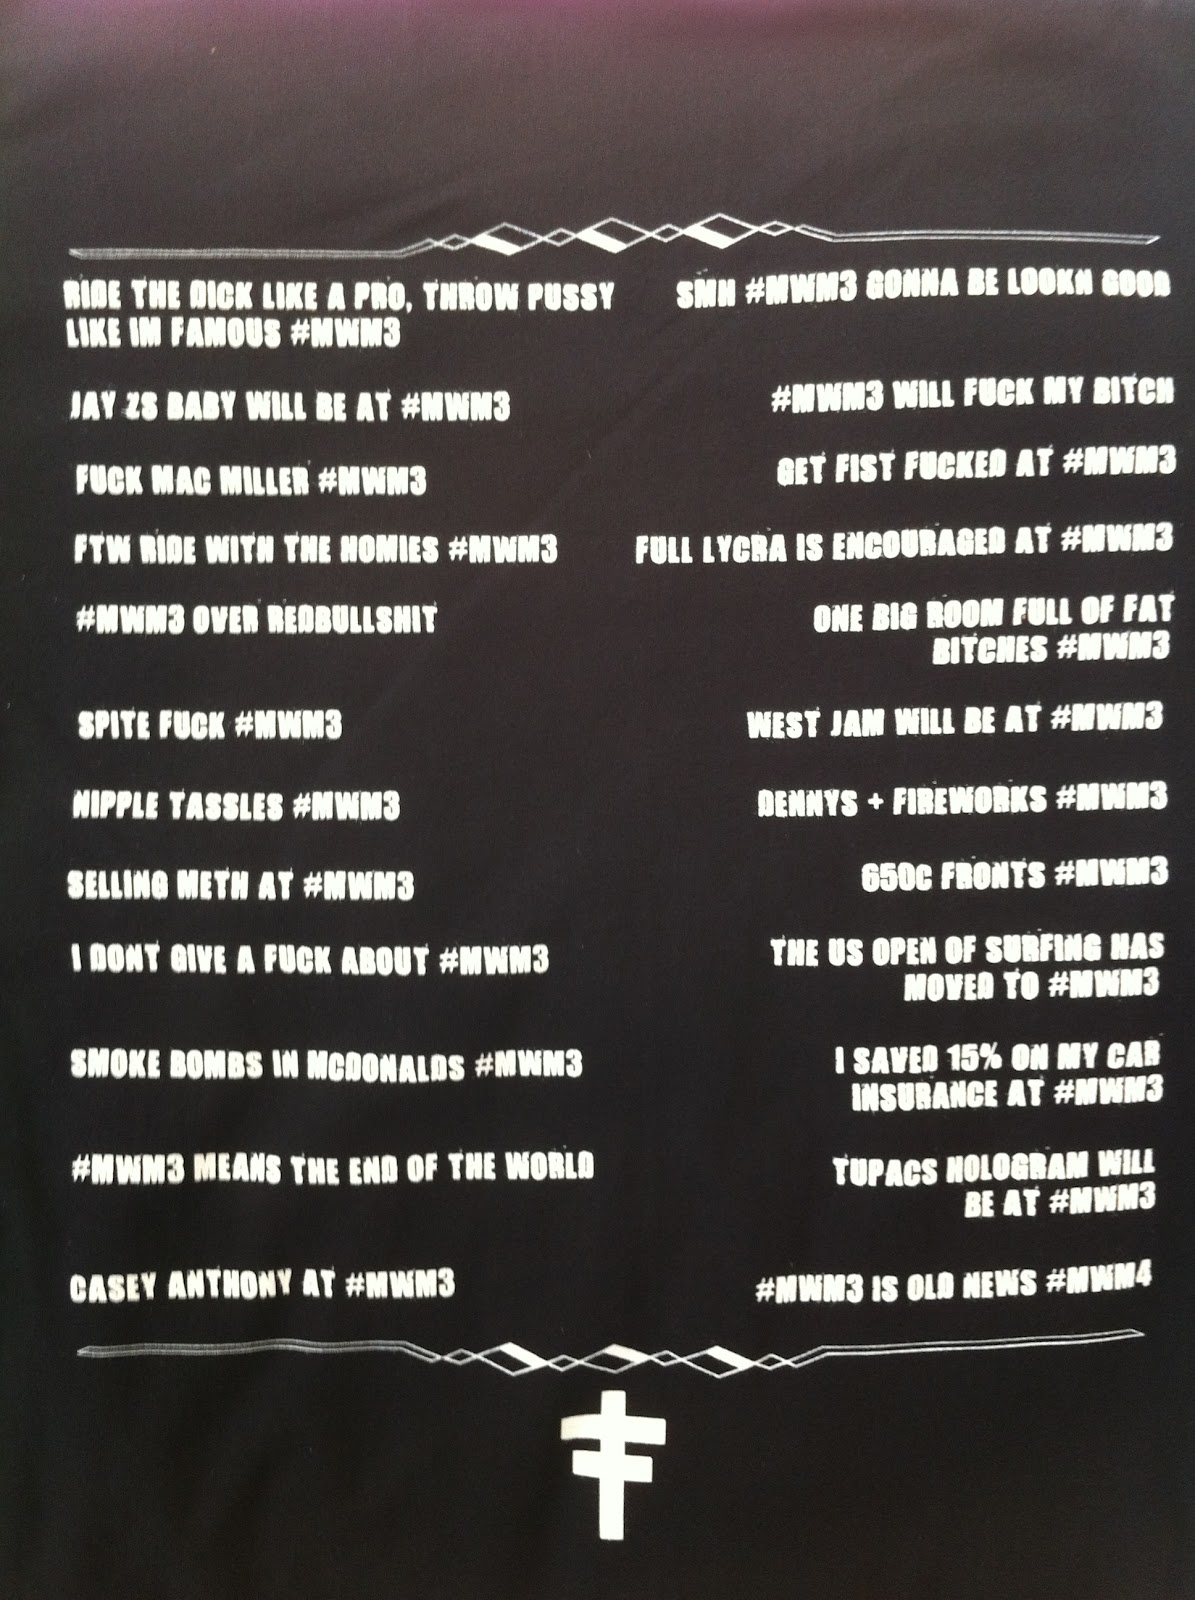 RIDE THE DICK LIKE A PRO, THROW PUSSY
LIKE IM FAMOUS #MWM3
JAY ZS BABY WILL BE AT #MWM3
FUCK MAC MILLER #MWM3
FTW RIDE WITH THE HOMIES #MWM3
#MWM3 OVER REDBULLSHIT
SPITE FUCK #MWM3
NIPPLE TASSLES #MWM3
SELLING METH AT #MWM3
I DONT GIVE A FUCK ABOUT #MWM3
SMOKE BOMBS IN MCDONALDS #MWM3
#MWM3 MEANS THE END OF THE WORLD
CASEY ANTHONY AT #MWM3
SMH #MWM3 GONNA BE LOOKN GOOD
#MWM3 WILL FUCK MY BITCH
GET FIST FUCKED AT #MWM3
FULL LYCRA IS ENCOURAGED AT #MWM3
ONE BIG ROOM FULL OF FAT
BITCHES #MWM3
WEST JAM WILL BE AT #MWM3
DENNYS + FIREWORKS #MWM3
650c FRONTS #MWM3
THE US OPEN OF SURFING HAS
MOVED TO #MWM3
I SAVED 15% ON MY CAR
INSURANCE AT #MWM3
TUPACS HOLOGRAM WILL
BE AT #MWM3
#MWM3 IS OLD NEWS #MWM4